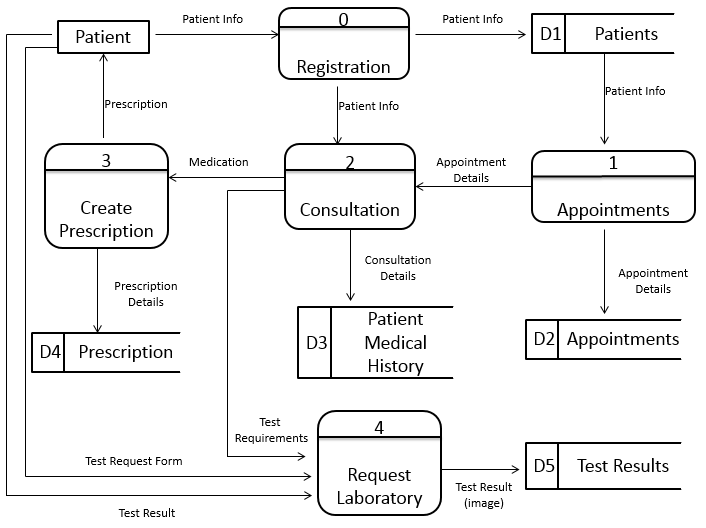 Patient
Patient Info
0
Registration
Patient Info
D1
Patients
Prescription
Patient Info
Patient Info
3
Create
Prescription
Medication
2
Consultation
Appointment
Details
1
Appointments
Prescription
Details
Consultation
Details
Appointment
Details
D4
Prescription
D3
Patient
Medical
History
D2
Appointments
Test
Requirements
4
Request
Laboratory
Test Request Form
Test Result
Test Result
(image)
D5
Test Results